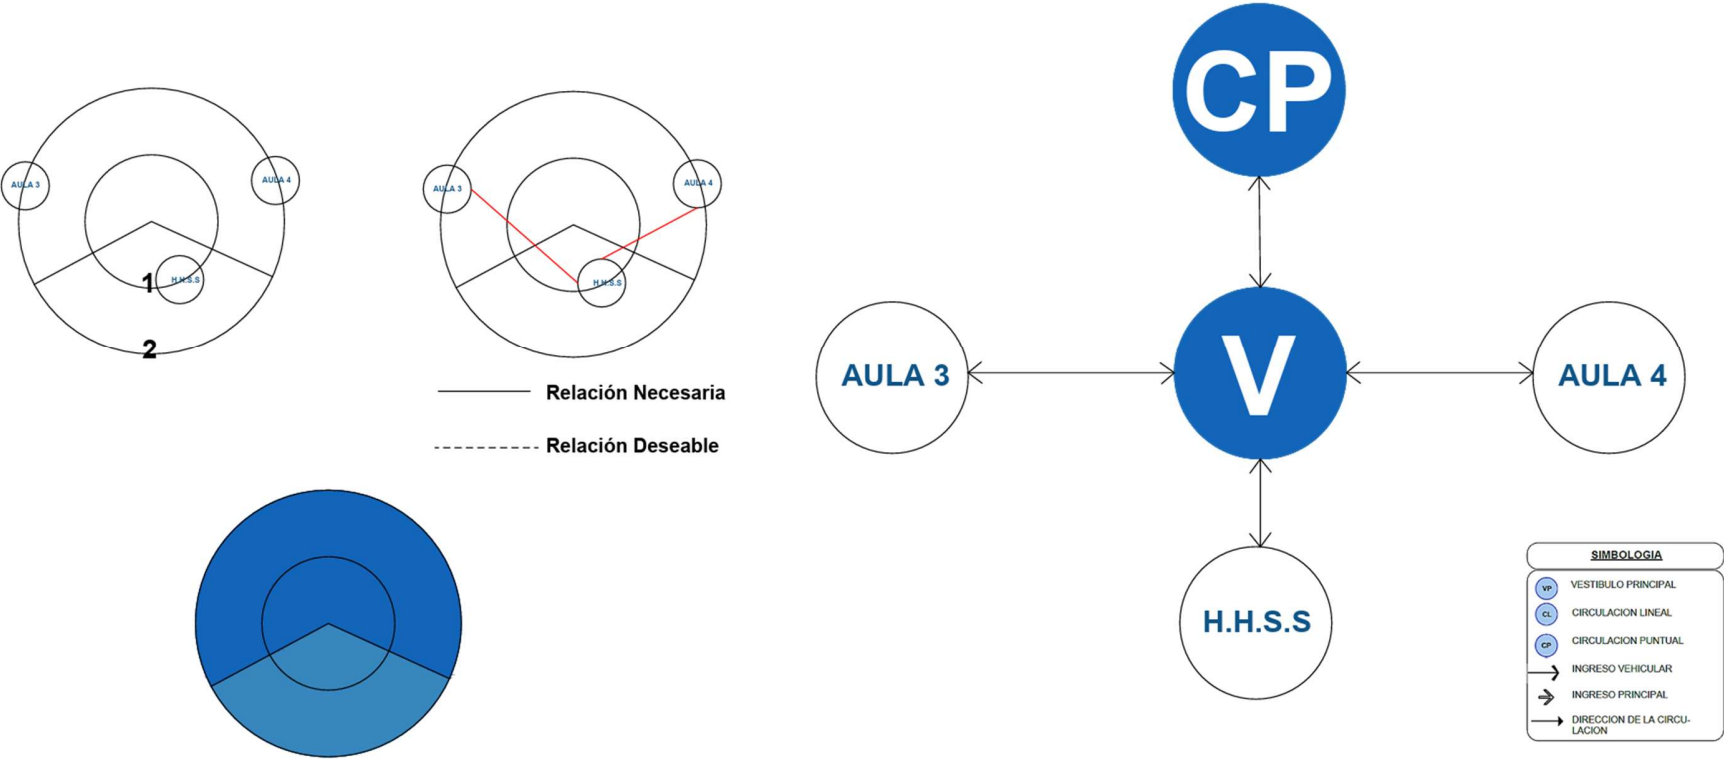 AULA 3
AULA 4
1
H.H.S.S
2
AULA 3
AULA 4
H.H.S.S
Relación Necesaria
Relación Deseable
CP
AULA 3
V
AULA 4
H.H.S.S
SIMBOLOGIA
VP VESTIBULO PRINCIPAL
CL CIRCULACION LINEAL
CP CIRCULACION PUNTUAL
INGRESO VEHICULAR
INGRESO PRINCIPAL
DIRECCION DE LA CIRCU-
LACION